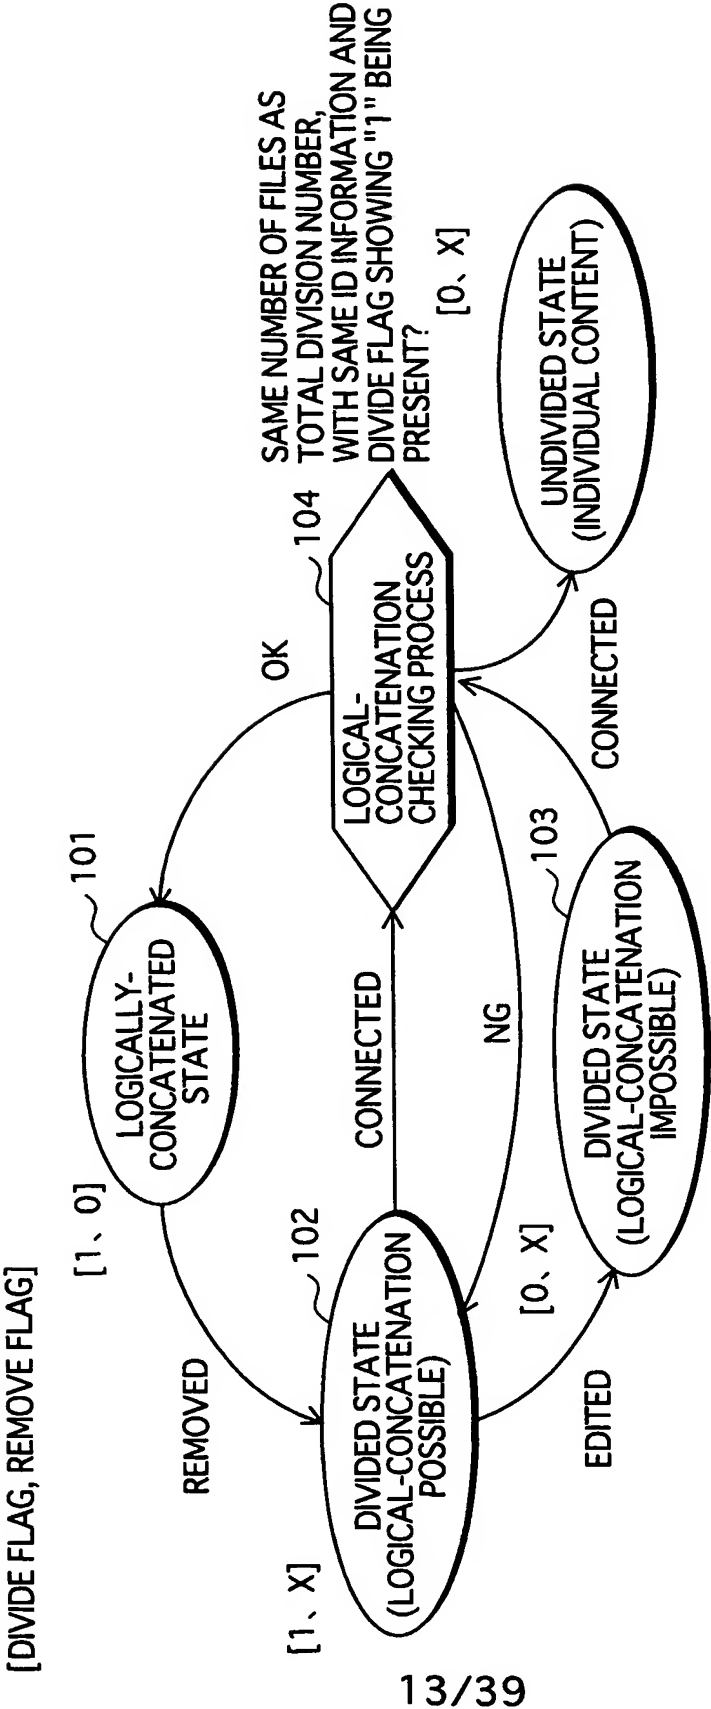 [DIVIDE FLAG, REMOVE FLAG]
[1、0]
101
LOGICALLY-
CONCATENATED
STATE
REMOVED
OK
[1、X]
102
DIVIDED STATE
(LOGICAL-CONCATENATION
POSSIBLE)
CONNECTED
104
LOGICAL-
CONCATENATION
CHECKING PROCESS
SAME NUMBER OF FILES AS
TOTAL DIVISION NUMBER,
WITH SAME ID INFORMATION AND
DIVIDE FLAG SHOWING "1" BEING
PRESENT?
NG
EDITED
[0、X]
103
DIVIDED STATE
(LOGICAL-CONCATENATION
IMPOSSIBLE)
CONNECTED
[0、X]
UNDIVIDED STATE
(INDIVIDUAL CONTENT)
13/39